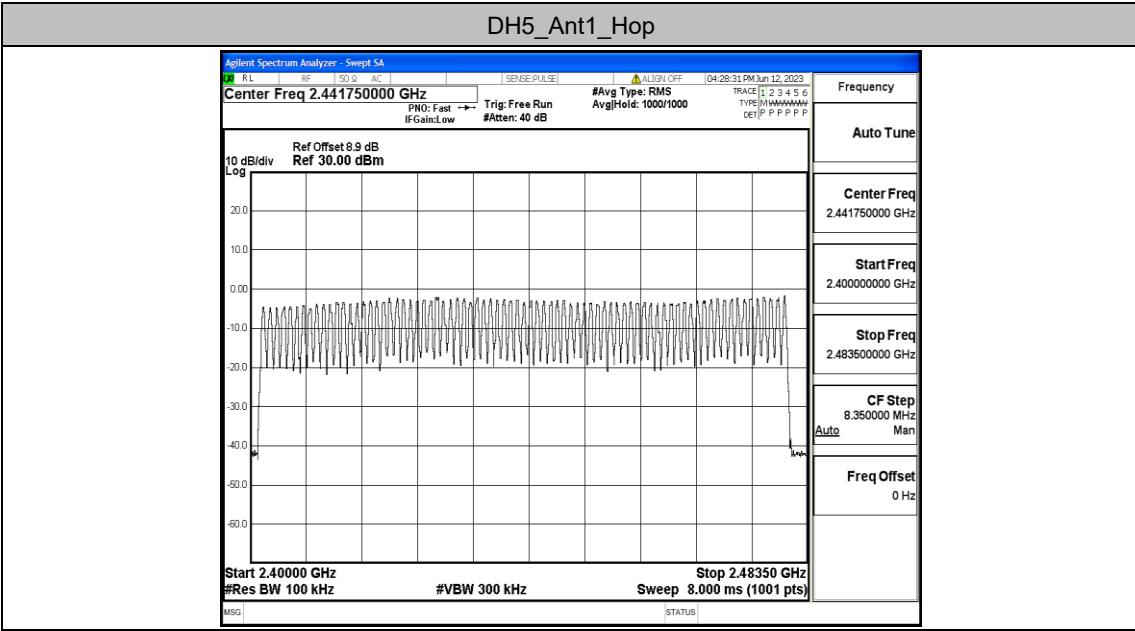 DH5_Ant1_Hop
Agilent Spectrum Analyzer - Swept SA
LXI RL RF 50 Ω AC SENSE:PULSE ALIGN OFF 04:28:31 PM Jun 12, 2023
Center Freq 2.441750000 GHz
PNO: Fast
IFGain:Low
Trig: Free Run
#Atten: 40 dB
#Avg Type: RMS
Avg|Hold: 1000/1000
TRACE 1 2 3 4 5 6
TYPE M WWWWW
DET P P P P P P
Ref Offset 8.9 dB
10 dB/div Ref 30.00 dBm
Log
20.0
10.0
0.00
-10.0
-20.0
-30.0
-40.0
-50.0
-60.0
Start 2.40000 GHz Stop 2.48350 GHz
#Res BW 100 kHz #VBW 300 kHz Sweep 8.000 ms (1001 pts)
MSG STATUS
Frequency
Auto Tune
Center Freq
2.441750000 GHz
Start Freq
2.400000000 GHz
Stop Freq
2.483500000 GHz
CF Step
8.350000 MHz
Auto Man
Freq Offset
0 Hz